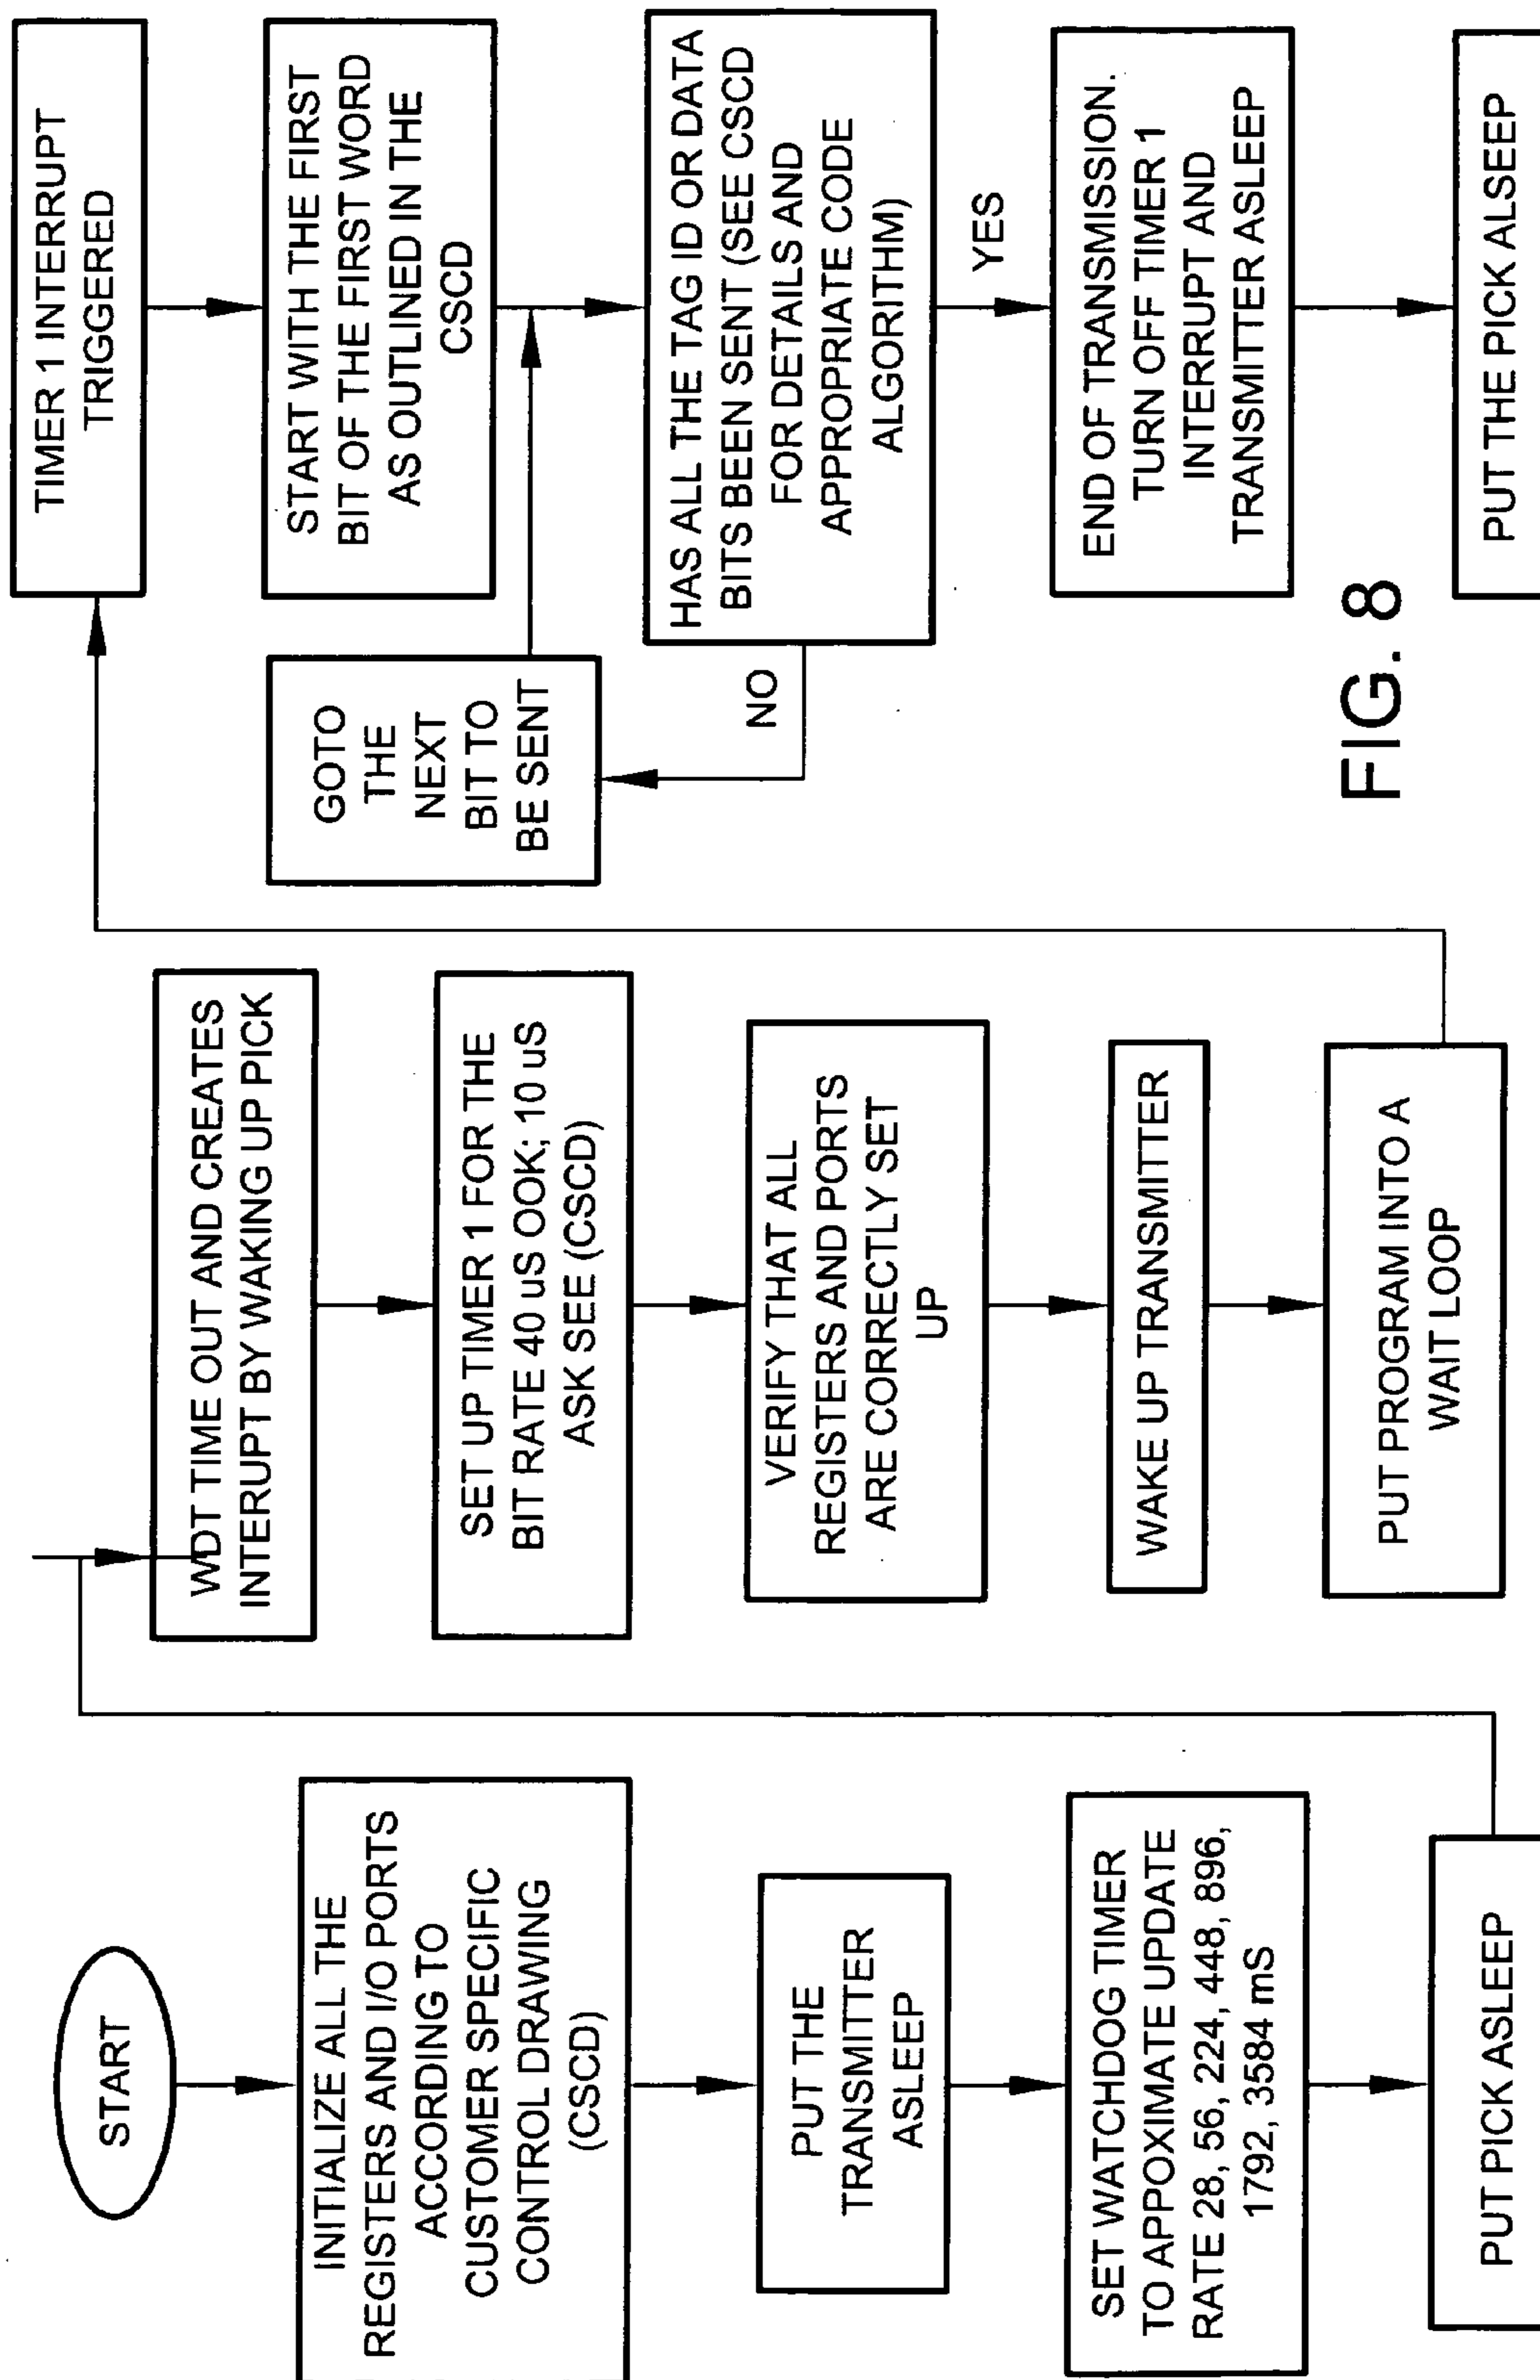 START
INITIALIZE ALL THE
REGISTERS AND I/O PORTS
ACCORDING TO
CUSTOMER SPECIFIC
CONTROL DRAWING
(CSCD)
PUT THE
TRANSMITTER
ASLEEP
SET WATCHDOG TIMER
TO APPOXIMATE UPDATE
RATE 28, 56, 224, 448, 896,
1792, 3584 mS
PUT PICK ASLEEP
WDT TIME OUT AND CREATES
INTERUPT BY WAKING UP PICK
SET UP TIMER 1 FOR THE
BIT RATE 40 uS OOK; 10 uS
ASK SEE (CSCD)
VERIFY THAT ALL
REGISTERS AND PORTS
ARE CORRECTLY SET
UP
WAKE UP TRANSMITTER
PUT PROGRAM INTO A
WAIT LOOP
TIMER 1 INTERRUPT
TRIGGERED
START WITH THE FIRST
BIT OF THE FIRST WORD
AS OUTLINED IN THE
CSCD
GOTO
THE
NEXT
BIT TO
BE SENT
HAS ALL THE TAG ID OR DATA
BITS BEEN SENT (SEE CSCD
FOR DETAILS AND
APPROPRIATE CODE
ALGORITHM)
NO
YES
END OF TRANSMISSION.
TURN OFF TIMER 1
INTERRUPT AND
TRANSMITTER ASLEEP
PUT THE PICK ALSEEP
FIG. 8